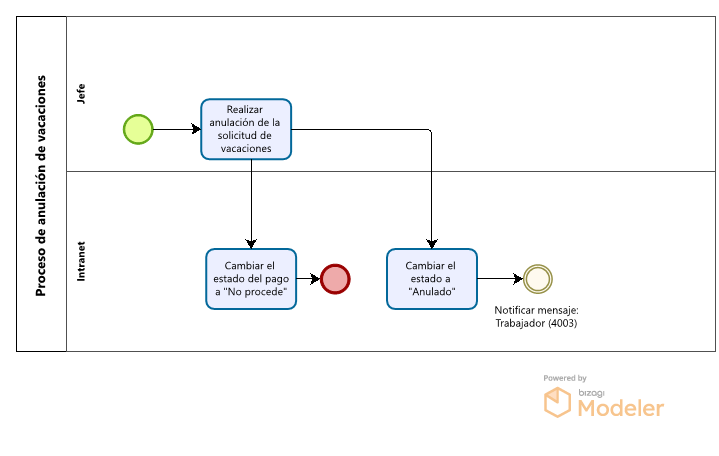 Proceso de anulación de vacaciones
Jefe
Realizar
anulación de la
solicitud de
vacaciones
Intranet
Cambiar el
estado del pago
a "No procede"
Cambiar el
estado a
"Anulado"
Notificar mensaje:
Trabajador (4003)
Powered by
bizagi
Modeler